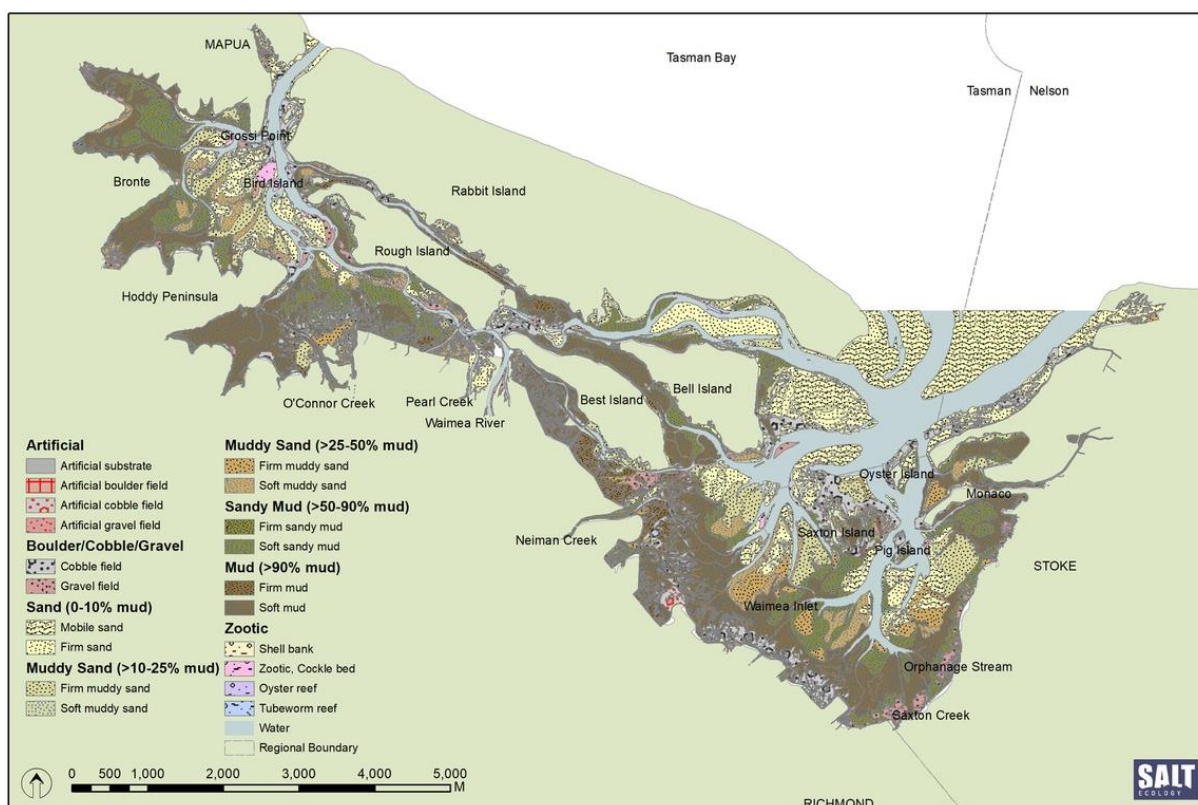 MAPUA
Tasman Bay
Tasman
Nelson
Grossi Point
Bronte
Bird Island
Rabbit Island
Rough Island
Hoddy Peninsula
O'Connor Creek
Pearl Creek
Waimea River
Best Island
Bell Island
Oyster Island
Monaco
Neiman Creek
Saxton Island
Pig Island
STOKE
Waimea Inlet
Orphanage Stream
Saxton Creek
RICHMOND
Artificial
Artificial substrate
Artificial boulder field
Artificial cobble field
Artificial gravel field
Boulder/Cobble/Gravel
Cobble field
Gravel field
Sand (0-10% mud)
Mobile sand
Firm sand
Muddy Sand (>10-25% mud)
Firm muddy sand
Soft muddy sand
Muddy Sand (>25-50% mud)
Firm muddy sand
Soft muddy sand
Sandy Mud (>50-90% mud)
Firm sandy mud
Soft sandy mud
Mud (>90% mud)
Firm mud
Soft mud
Zootic
Shell bank
Zootic, Cockle bed
Oyster reef
Tubeworm reef
Water
Regional Boundary
0 500 1,000 2,000 3,000 4,000 5,000
M
SALT
ECOLOGY